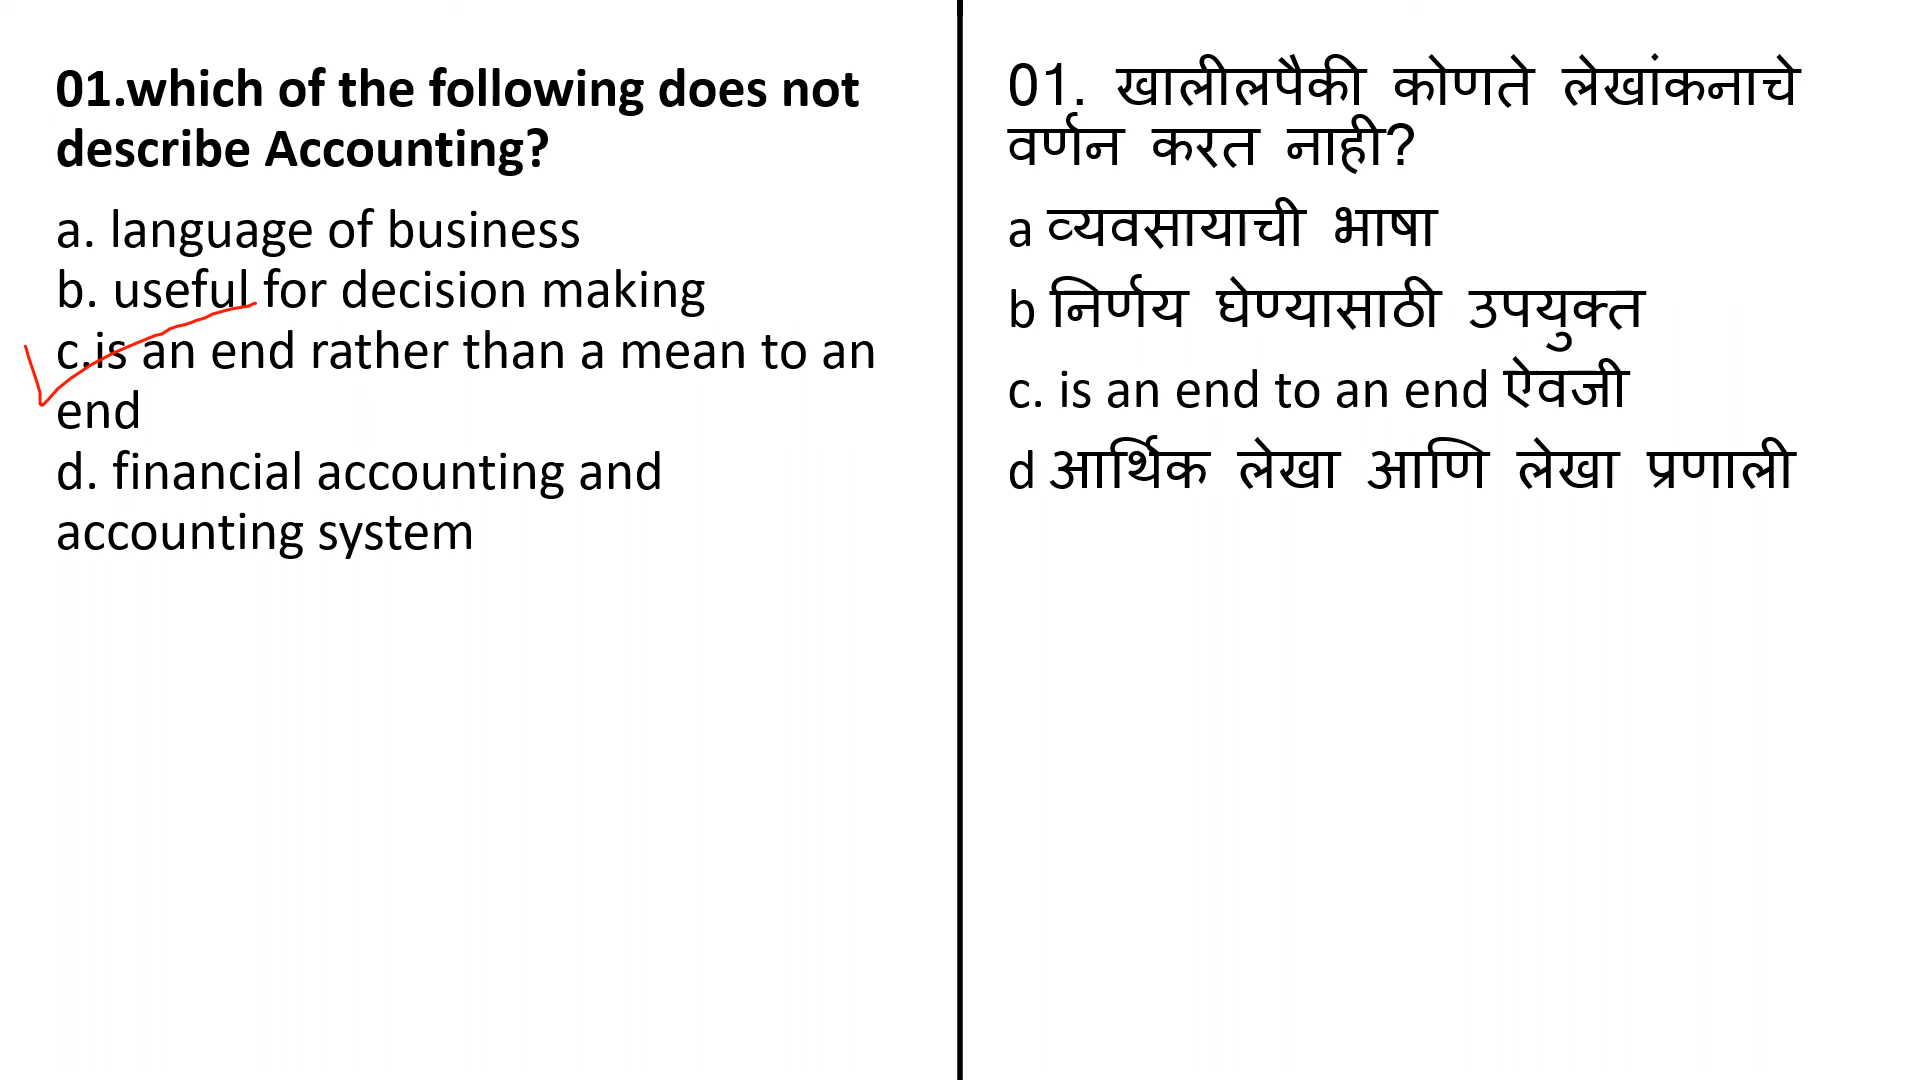 01.which of the following does not
describe Accounting?
a. language of business
b. useful for decision making
c.is an end rather than a mean to an
end
d. financial accounting and
accounting system
01. खालीलपैकी कोणते लेखांकनाचे
वर्णन करत नाही?
a व्यवसायाची भाषा
b निर्णय घेण्यासाठी उपयुक्त
c. is an end to an end ऐवजी
d आर्थिक लेखा आणि लेखा प्रणाली